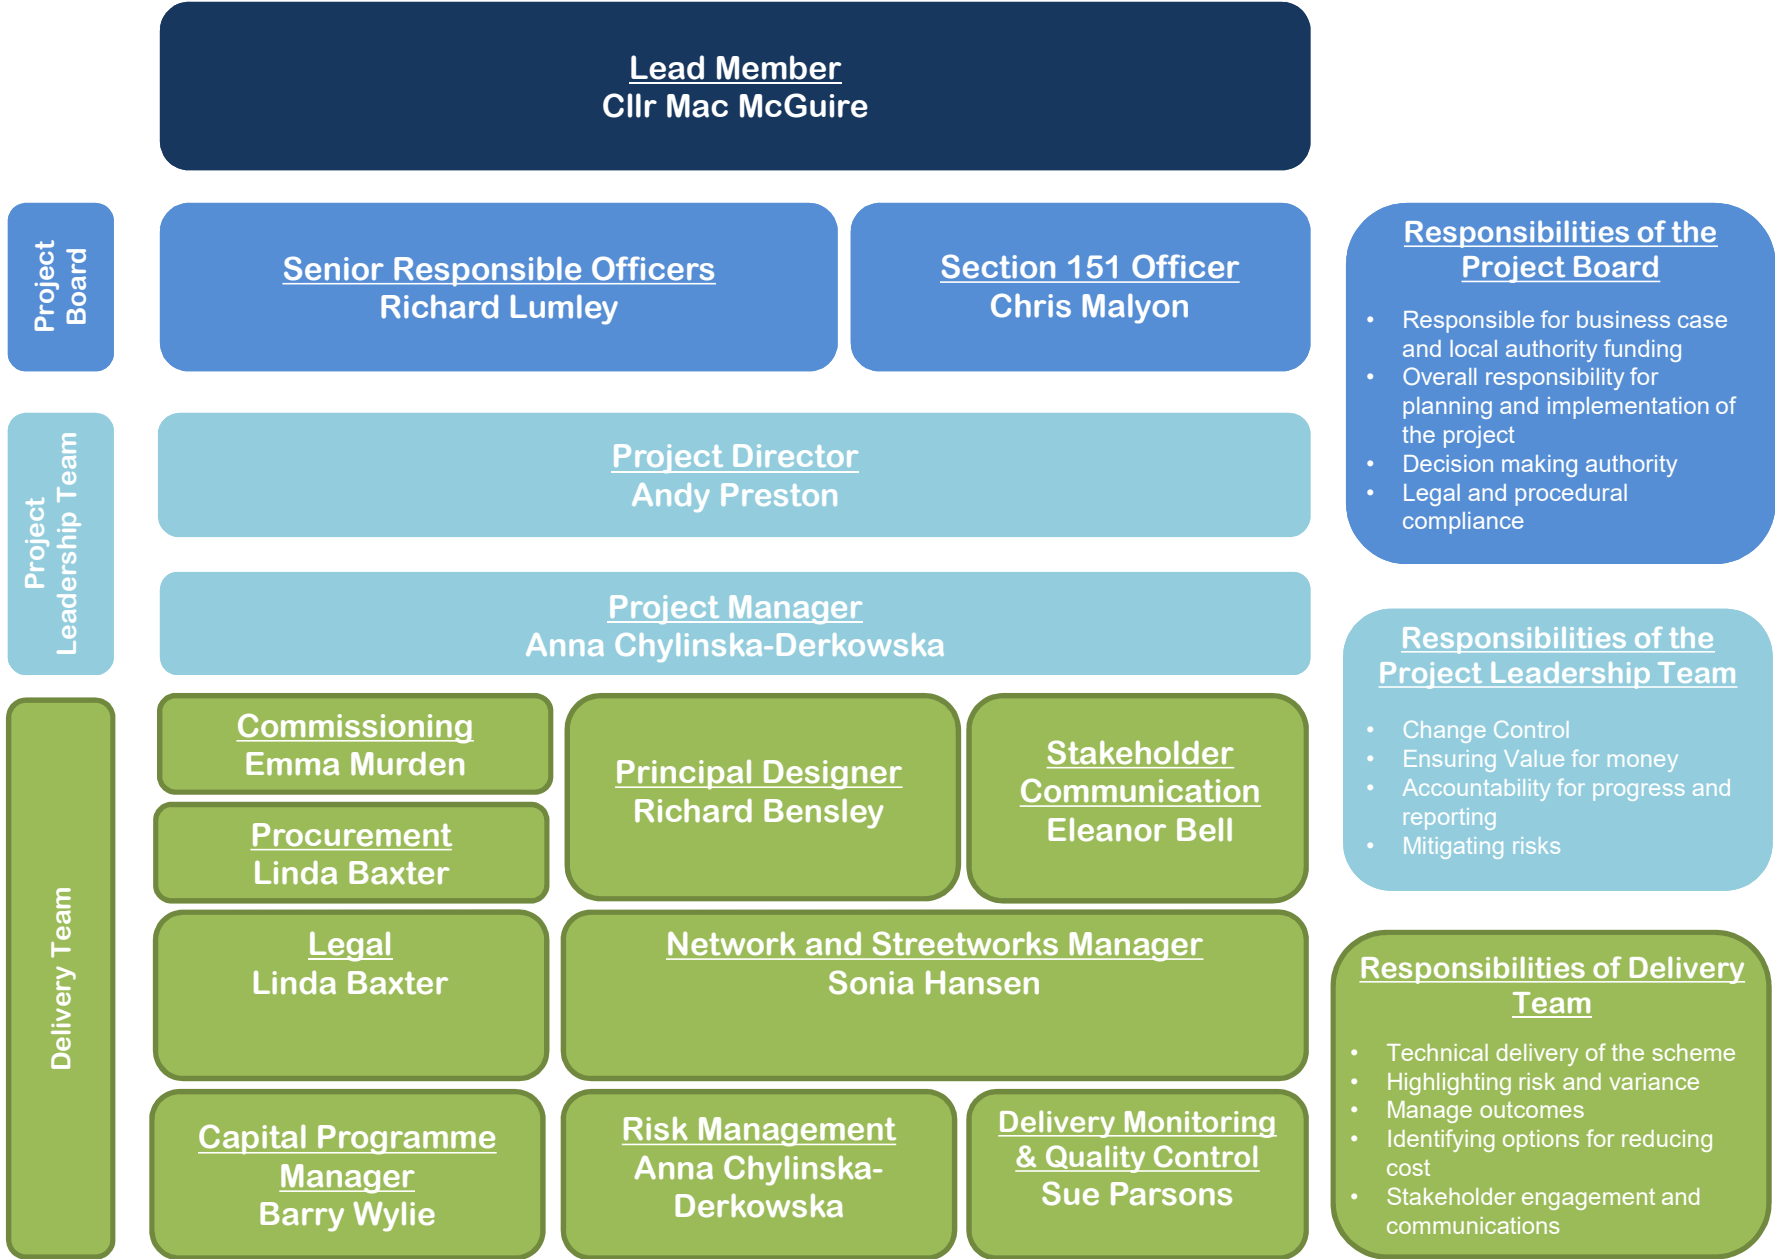 Lead Member
Cllr Mac McGuire
Project
Board
Senior Responsible Officers
Richard Lumley
Section 151 Officer
Chris Malyon
Responsibilities of the
Project Board
• Responsible for business case
and local authority funding
• Overall responsibility for
planning and implementation of
the project
• Decision making authority
• Legal and procedural
compliance
Project
Leadership Team
Project Director
Andy Preston
Project Manager
Anna Chylinska-Derkowska
Responsibilities of the
Project Leadership Team
• Change Control
• Ensuring Value for money
• Accountability for progress and
reporting
• Mitigating risks
Delivery Team
Commissioning
Emma Murden
Procurement
Linda Baxter
Principal Designer
Richard Bensley
Stakeholder
Communication
Eleanor Bell
Legal
Linda Baxter
Network and Streetworks Manager
Sonia Hansen
Capital Programme
Manager
Barry Wylie
Risk Management
Anna Chylinska-
Derkowska
Delivery Monitoring
& Quality Control
Sue Parsons
Responsibilities of Delivery
Team
• Technical delivery of the scheme
• Highlighting risk and variance
• Manage outcomes
• Identifying options for reducing
cost
• Stakeholder engagement and
communications